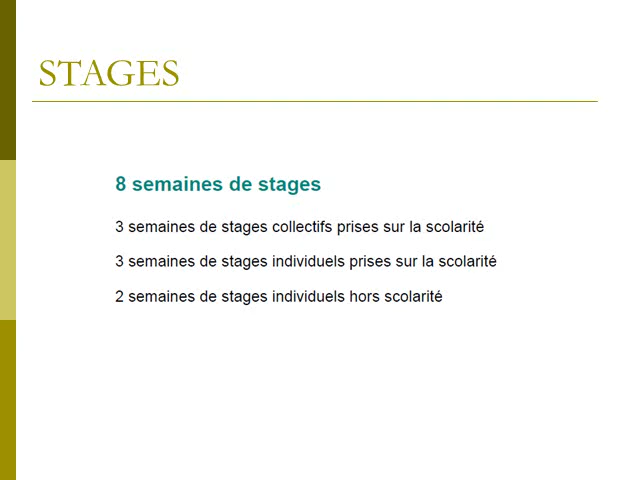 STAGES
8 semaines de stages
3 semaines de stages collectifs prises sur la scolarité
3 semaines de stages individuels prises sur la scolarité
2 semaines de stages individuels hors scolarité